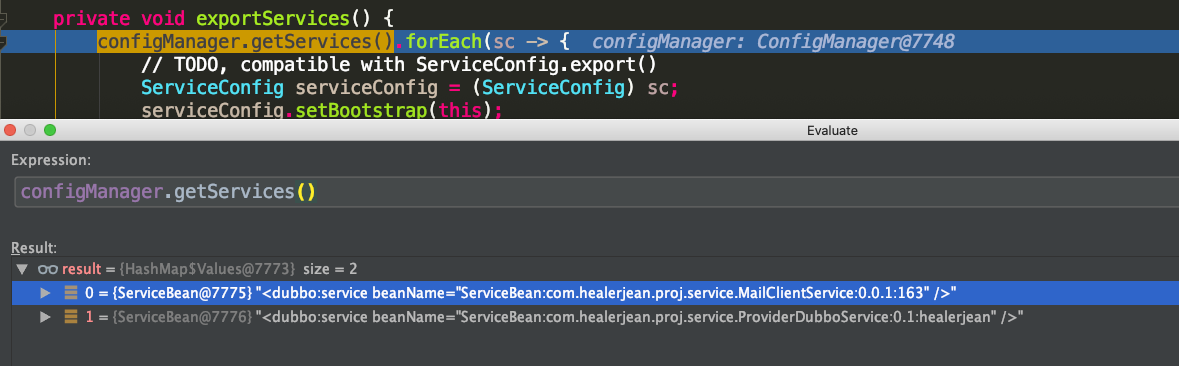 private void exportServices() {
configManager.getServices().forEach(sc -> { configManager: ConfigManager@7748
// TODO, compatible with ServiceConfig.export()
ServiceConfig serviceConfig = (ServiceConfig) sc;
serviceConfig.setBootstrap(this);
Evaluate
Expression:
configManager.getServices()
Result:
result = {HashMap$Values@7773} size = 2
0 = {ServiceBean@7775} "<dubbo:service beanName="ServiceBean:com.healerjean.proj.service.MailClientService:0.0.1:163" />"
1 = {ServiceBean@7776} "<dubbo:service beanName="ServiceBean:com.healerjean.proj.service.ProviderDubboService:0.1:healerjean" />"